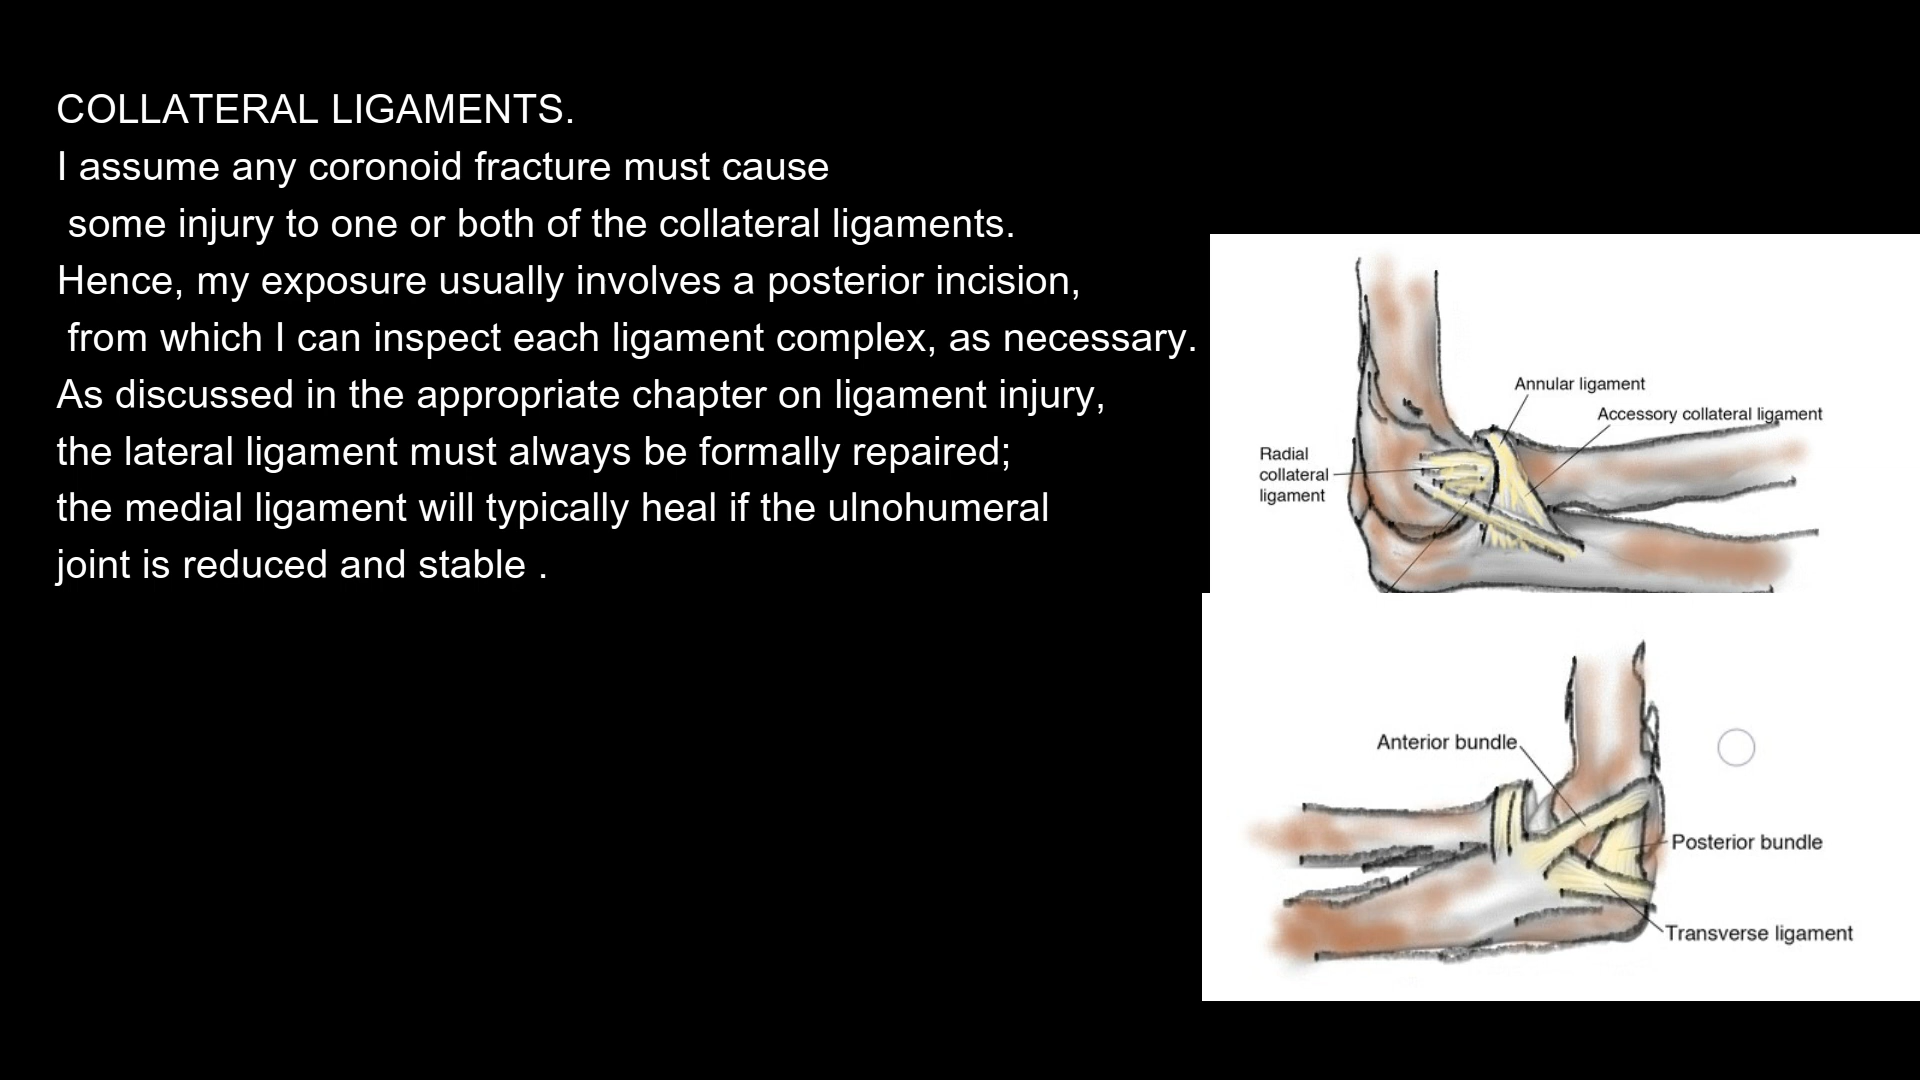 COLLATERAL LIGAMENTS.
I assume any coronoid fracture must cause
some injury to one or both of the collateral ligaments.
Hence, my exposure usually involves a posterior incision,
from which I can inspect each ligament complex, as necessary.
As discussed in the appropriate chapter on ligament injury,
the lateral ligament must always be formally repaired;
the medial ligament will typically heal if the ulnohumeral
joint is reduced and stable .
Annular ligament
Accessory collateral ligament
Radial
collateral
ligament
Anterior bundle
Posterior bundle
Transverse ligament